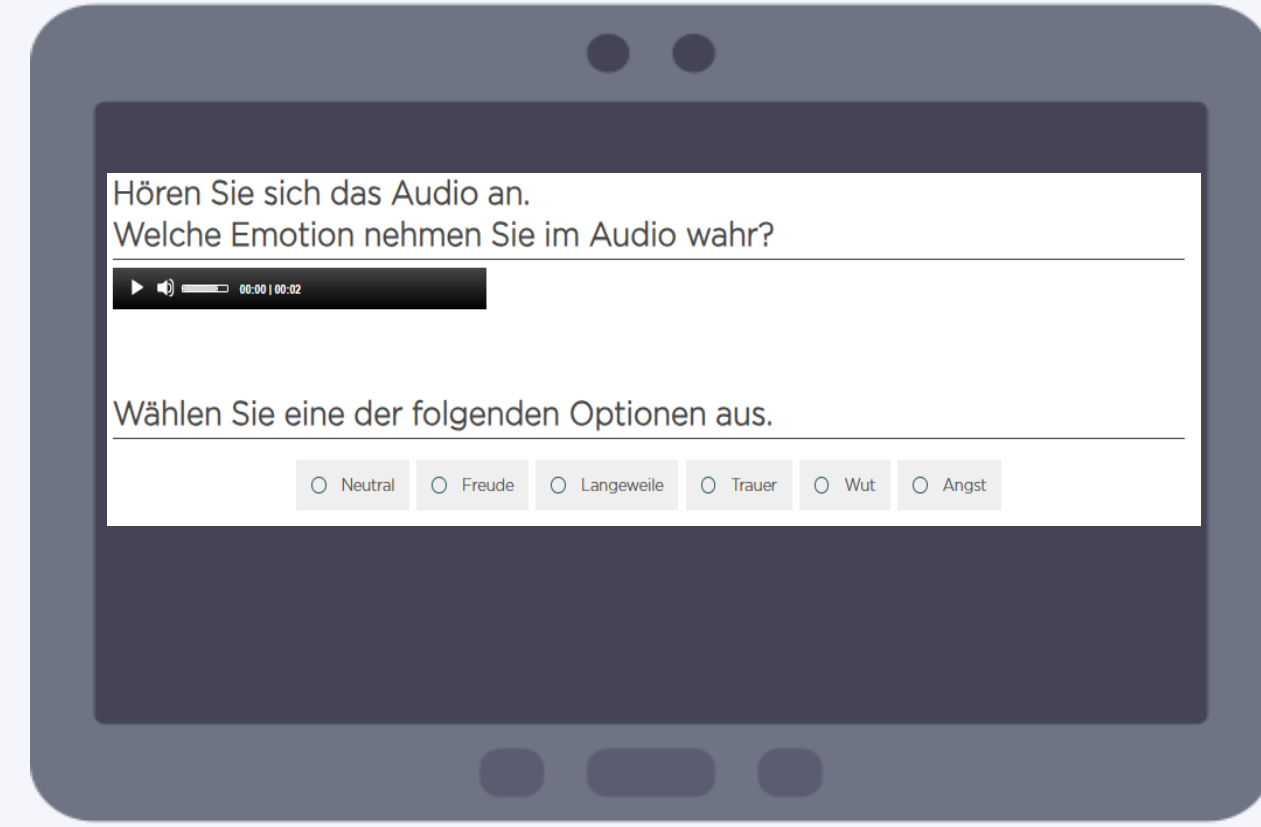 Hören Sie sich das Audio an.
Welche Emotion nehmen Sie im Audio wahr?
00:00 | 00:02
Wählen Sie eine der folgenden Optionen aus.
Neutral Freude Langeweile Trauer Wut Angst